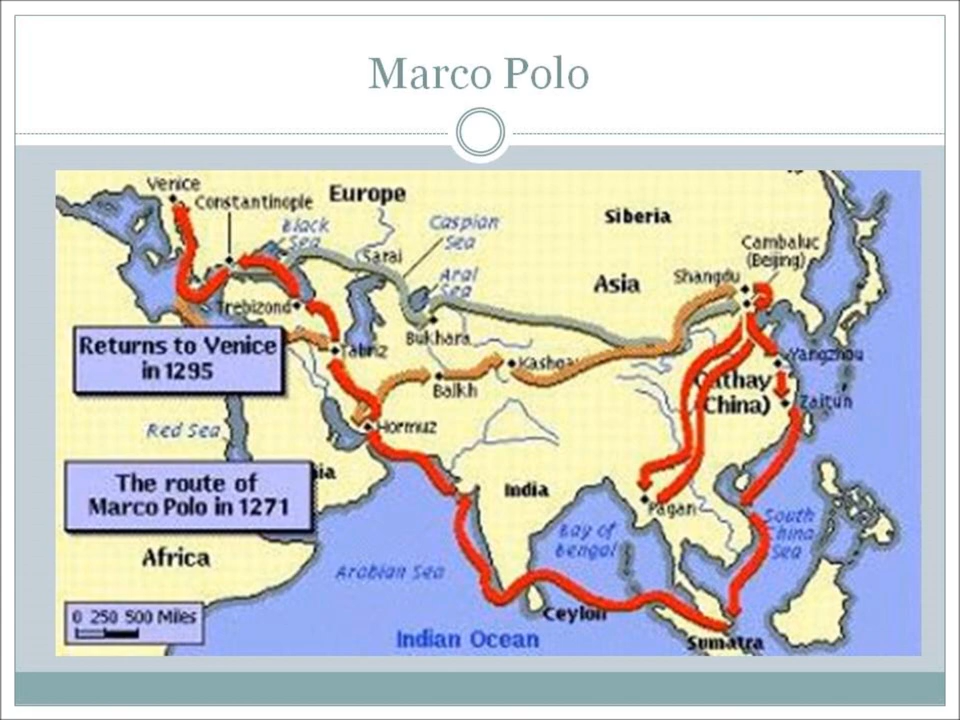 Marco Polo
Venice
Constantinople
Europe
Black
Sea
Caspian
Sea
Sarai
Aral
Sea
Siberia
Asia
Cambaluc
(Beijing)
Shangdu
Trebizond
Tabriz
Bukhara
Balkh
Returns to Venice
in 1295
Yangzhou
Cathay
China)
Zaitun
Hormuz
Red Sea
The route of
Marco Polo in 1271
India
Pagan
Bay of
Bengal
South
China
Sea
Africa
Arabian Sea
Ceylon
Sumatra
0 250 500 Miles
Indian Ocean